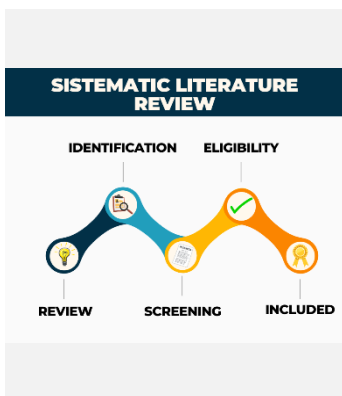 SISTEMATIC LITERATURE
REVIEW
IDENTIFICATION
ELIGIBILITY
REVIEW
SCREENING
INCLUDED